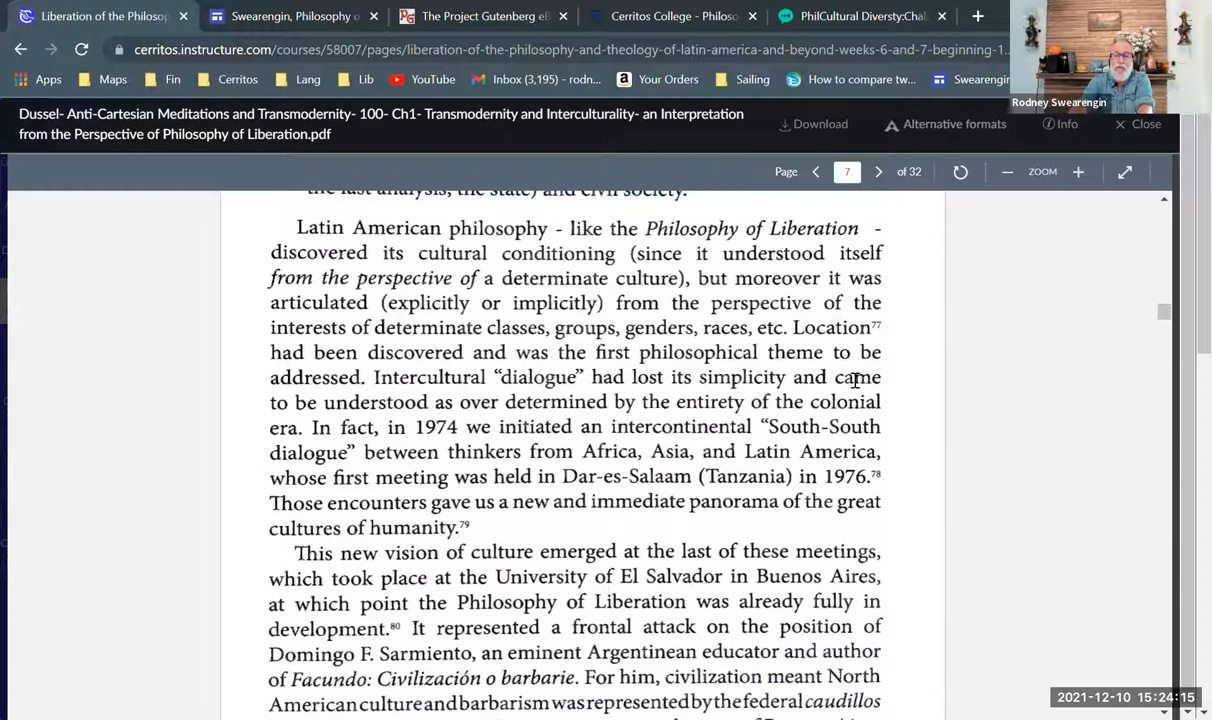 Liberation of the Philosop
Swearengin, Philosophy o
The Project Gutenberg eB
Cerritos College - Philoso
PhilCultural Diversty:Chal
cerritos.instructure.com/courses/58007/pages/liberation-of-the-philosophy-and-theology-of-latin-america-and-beyond-weeks-6-and-7-beginning-1...
Apps Maps Fin Cerritos Lang Lib YouTube Inbox (3,195) - rodn... Your Orders Sailing How to compare tw... Swearengin
Rodney Swearengin
Dussel- Anti-Cartesian Meditations and Transmodernity- 100- Ch1- Transmodernity and Interculturality- an Interpretation
from the Perspective of Philosophy of Liberation.pdf
Download Alternative formats Info Close
Page 7 of 32 ZOOM
the last analysis, the state) and civil society.
Latin American philosophy - like the Philosophy of Liberation -
discovered its cultural conditioning (since it understood itself
from the perspective of a determinate culture), but moreover it was
articulated (explicitly or implicitly) from the perspective of the
interests of determinate classes, groups, genders, races, etc. Location77
had been discovered and was the first philosophical theme to be
addressed. Intercultural “dialogue” had lost its simplicity and came
to be understood as over determined by the entirety of the colonial
era. In fact, in 1974 we initiated an intercontinental “South-South
dialogue” between thinkers from Africa, Asia, and Latin America,
whose first meeting was held in Dar-es-Salaam (Tanzania) in 1976.78
Those encounters gave us a new and immediate panorama of the great
cultures of humanity.79
This new vision of culture emerged at the last of these meetings,
which took place at the University of El Salvador in Buenos Aires,
at which point the Philosophy of Liberation was already fully in
development.80 It represented a frontal attack on the position of
Domingo F. Sarmiento, an eminent Argentinean educator and author
of Facundo: Civilización o barbarie. For him, civilization meant North
American culture and barbarism was represented by the federal caudillos
2021-12-10 15:24:15